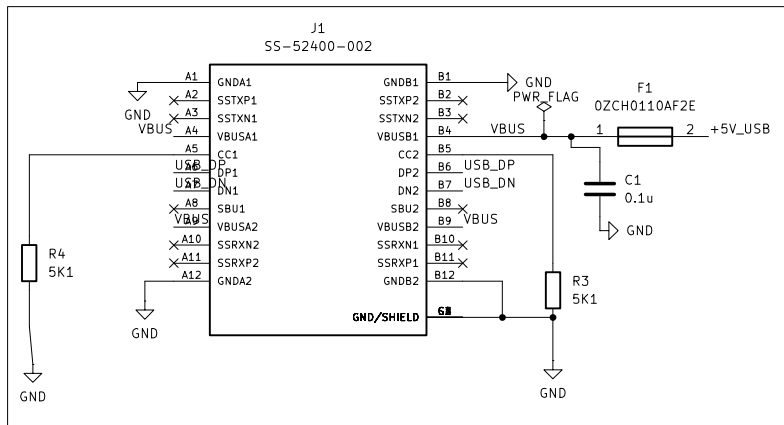 J1
SS-52400-002
A1 GNDA1 GNDB1 B1
GND
GND
A2 SSTXP1 SSTXP2 B2
PWR_FLAG
F1
0ZCH0110AF2E
A3 SSTXN1 SSTXN2 B3
VBUS A4 VBUSA1 VBUSB1 B4 VBUS 1 2 +5V_USB
A5 CC1 CC2 B5
USB_DP DP1 DP2 B6 USB_DP
USB_DN A7 DN1 DN2 B7 USB_DN
C1
0.1u
A8 SBU1 SBU2 B8
VBUS A9 VBUSA2 VBUSB2 B9 VBUS
GND
A10 SSRXN2 SSRXN1 B10
R4
5K1
A11 SSRXP2 SSRXP1 B11
A12 GNDA2 GNDB2 B12
R3
5K1
GND/SHIELD
GND
GND
GND